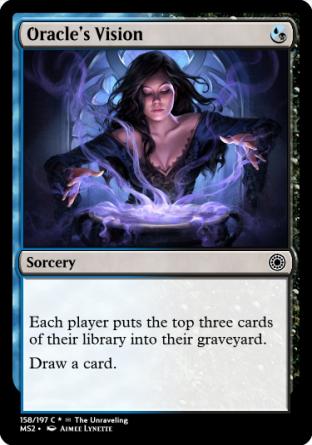 Oracle's Vision
Sorcery
Each player puts the top three cards
of their library into their graveyard.
Draw a card.
158/197 C * = The Unraveling
MS2 • Aimee Lynette